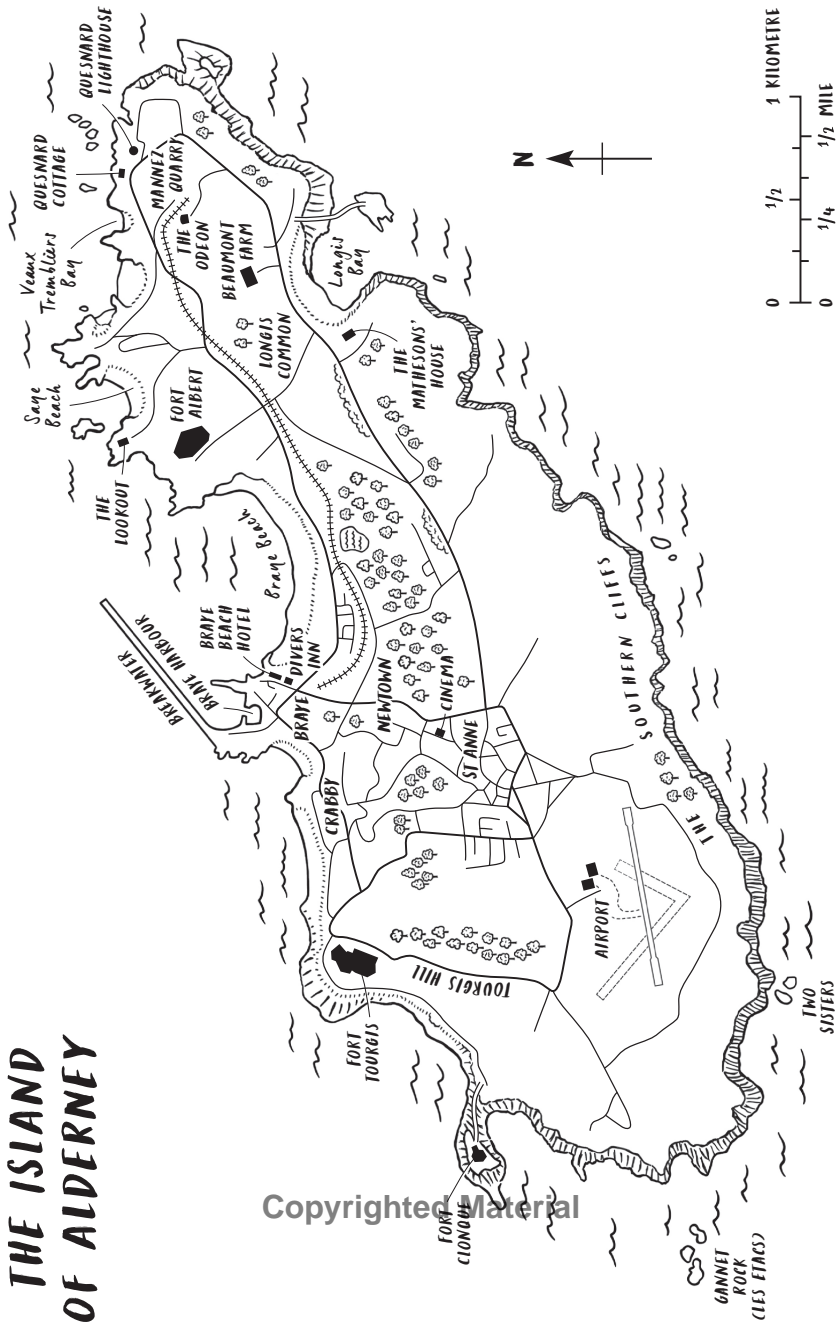 THE ISLAND
OF ALDERNEY
FORT
CLONQUE
GANNET
ROCK
(LES ETACS)
TWO
SISTERS
FORT
TOURGIS
TOURGIS HILL
AIRPORT
THE SOUTHERN CLIFFS
CRABBY
BRAYE
NEWTOWN
ST ANNE
CINEMA
BREAKWATER
BRAYE HARBOUR
BRAYE
BEACH
HOTEL
DIVERS
INN
Braye Beach
THE
LOOKOUT
FORT
ALBERT
Saye
Beach
Veaux
Trembliers
Bay
QUESNARD
COTTAGE
QUESNARD
LIGHTHOUSE
MANNEZ
QUARRY
THE
ODEON
BEAUMONT
FARM
LONGIS
COMMON
Longis
Bay
THE
MATHESONS'
HOUSE
N
0 1/2 1 KILOMETRE
0 1/4 1/2 MILE
Copyrighted Material